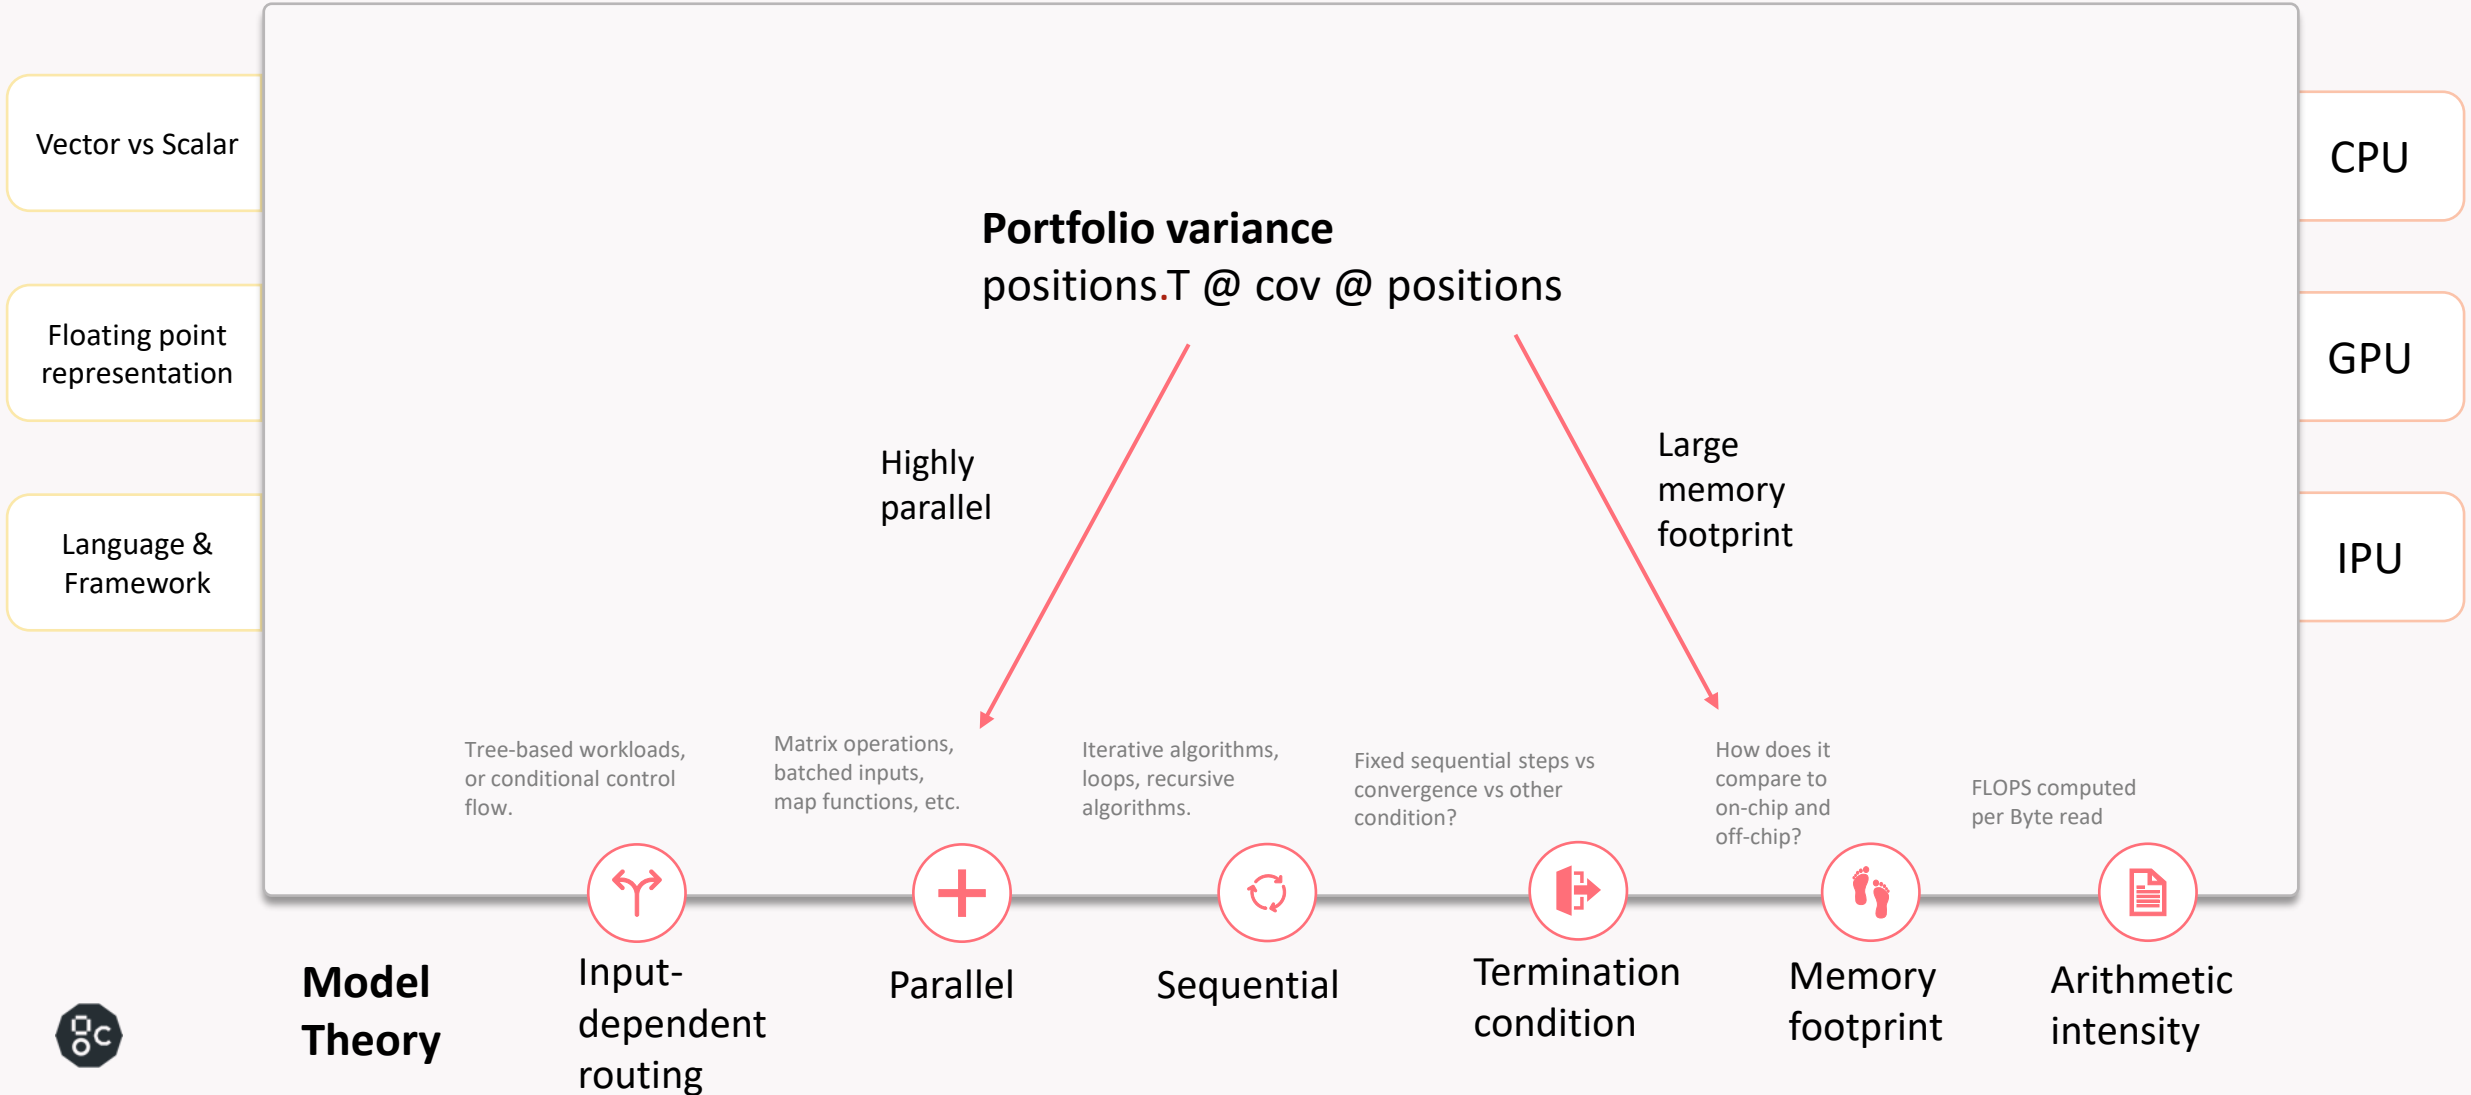 Vector vs Scalar
Floating point
representation
Language &
Framework
Portfolio variance
positions.T @ cov @ positions
Highly
parallel
Large
memory
footprint
CPU
GPU
IPU
Tree-based workloads,
or conditional control
flow.
Matrix operations,
batched inputs,
map functions, etc.
Iterative algorithms,
loops, recursive
algorithms.
Fixed sequential steps vs
convergence vs other
condition?
How does it
compare to
on-chip and
off-chip?
FLOPS computed
per Byte read
Model
Theory
Input-
dependent
routing
Parallel
Sequential
Termination
condition
Memory
footprint
Arithmetic
intensity